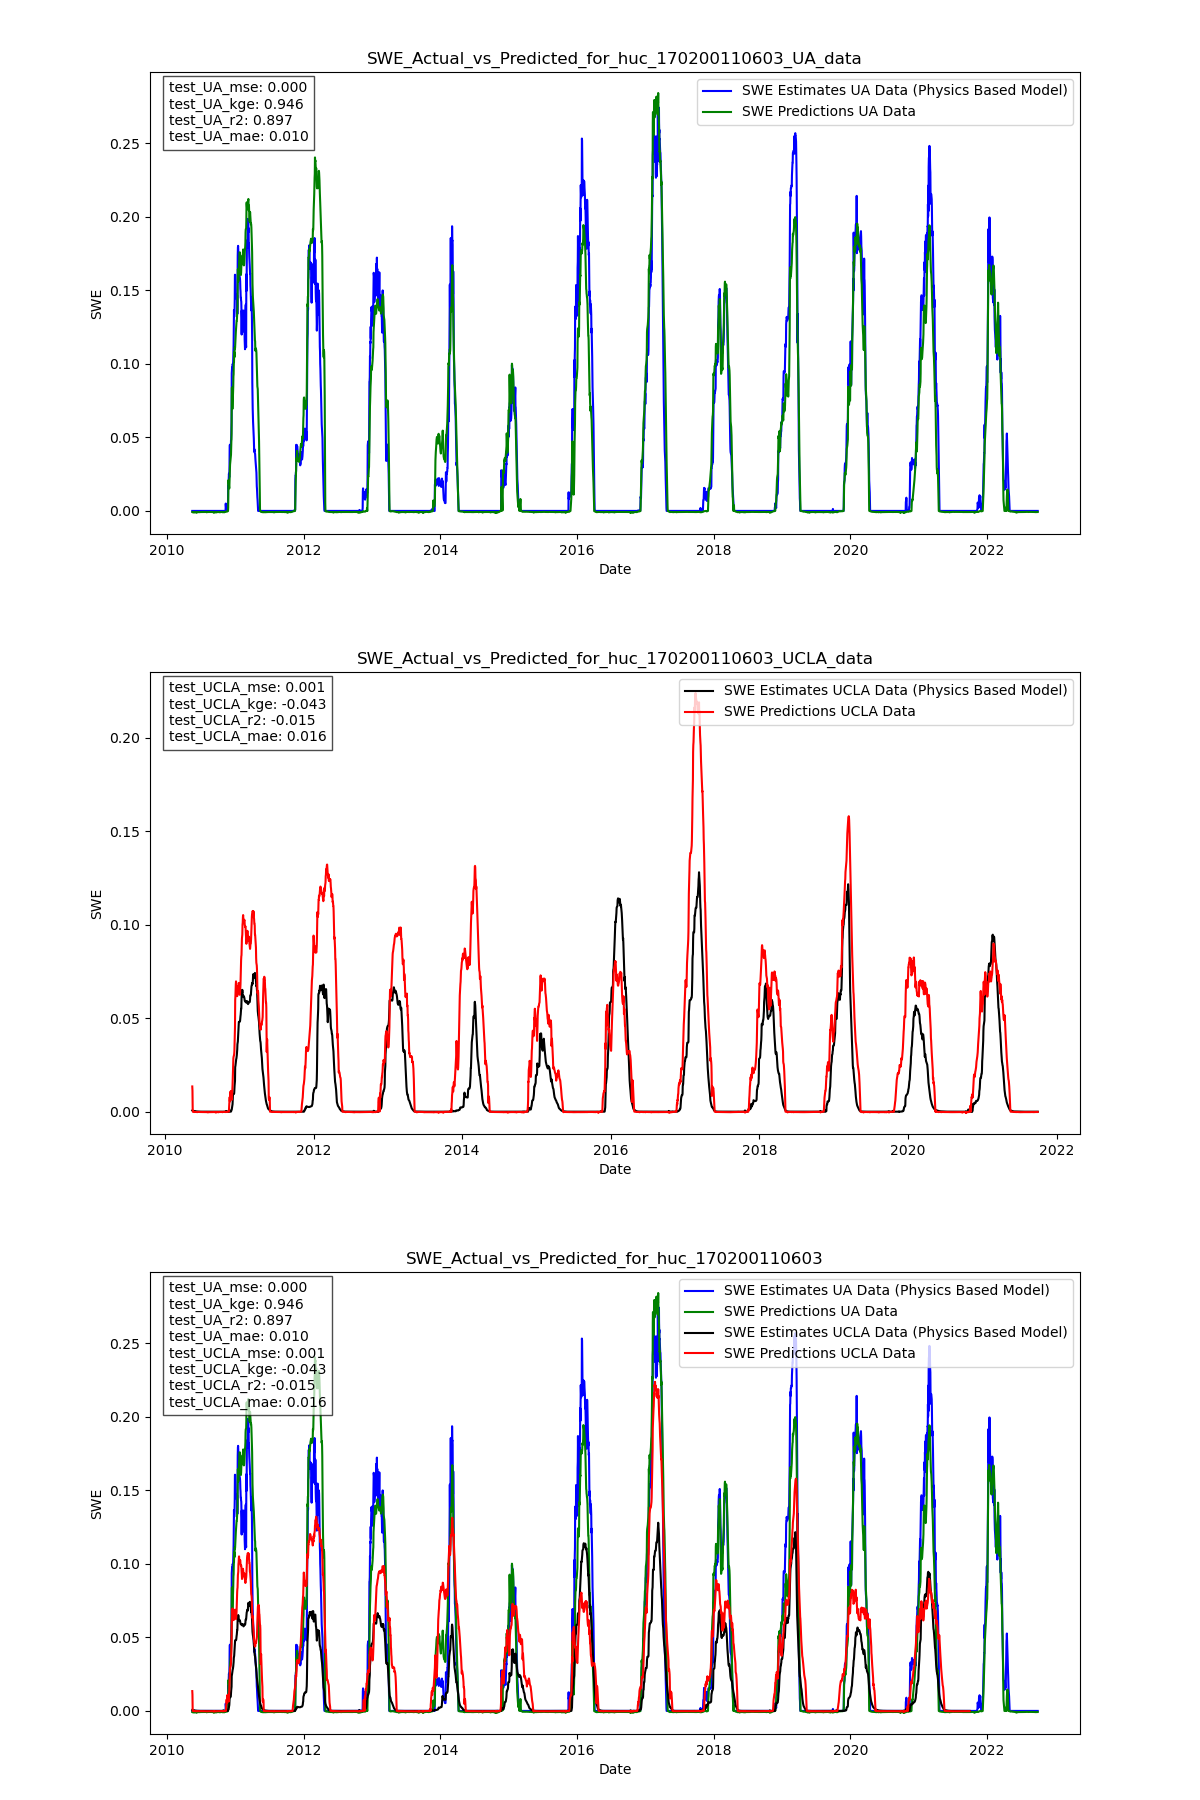 SWE_Actual_vs_Predicted_for_huc_170200110603_UA_data
test_UA_mse: 0.000
test_UA_kge: 0.946
test_UA_r2: 0.897
test_UA_mae: 0.010
SWE Estimates UA Data (Physics Based Model)
SWE Predictions UA Data
0.25
0.20
0.15
0.10
0.05
0.00
SWE
2010 2012 2014 2016 2018 2020 2022
Date
SWE_Actual_vs_Predicted_for_huc_170200110603_UCLA_data
test_UCLA_mse: 0.001
test_UCLA_kge: -0.043
test_UCLA_r2: -0.015
test_UCLA_mae: 0.016
SWE Estimates UCLA Data (Physics Based Model)
SWE Predictions UCLA Data
0.20
0.15
0.10
0.05
0.00
SWE
2010 2012 2014 2016 2018 2020 2022
Date
SWE_Actual_vs_Predicted_for_huc_170200110603
test_UA_mse: 0.000
test_UA_kge: 0.946
test_UA_r2: 0.897
test_UA_mae: 0.010
test_UCLA_mse: 0.001
test_UCLA_kge: -0.043
test_UCLA_r2: -0.015
test_UCLA_mae: 0.016
SWE Estimates UA Data (Physics Based Model)
SWE Predictions UA Data
SWE Estimates UCLA Data (Physics Based Model)
SWE Predictions UCLA Data
0.25
0.20
0.15
0.10
0.05
0.00
SWE
2010 2012 2014 2016 2018 2020 2022
Date